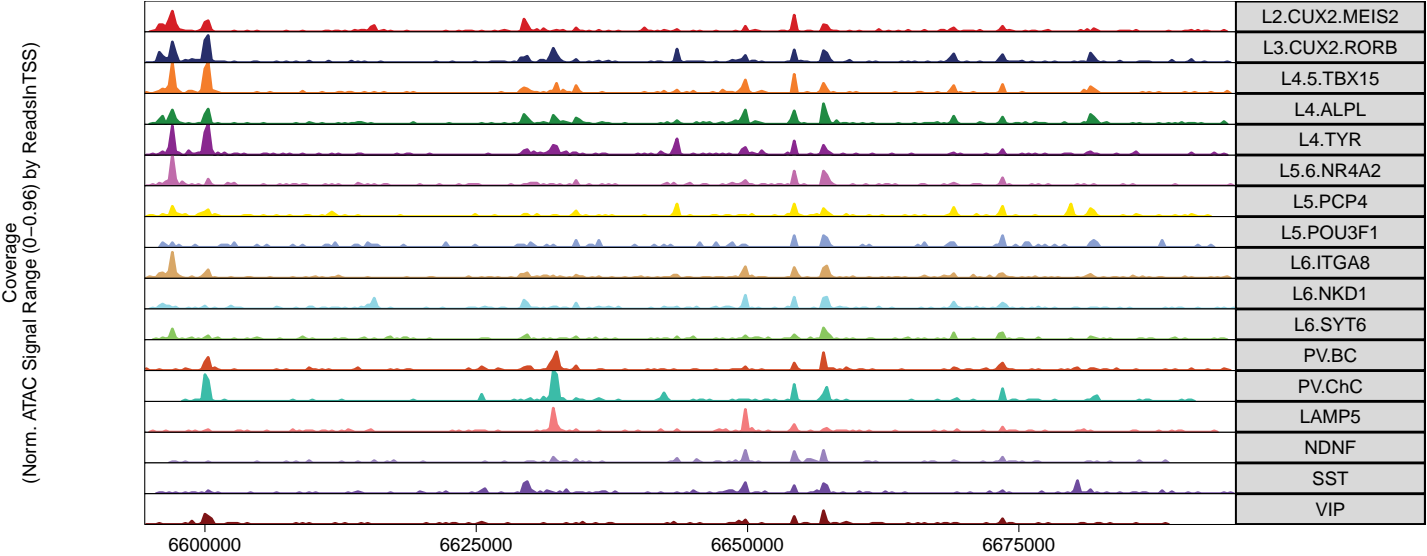 Coverage
(Norm. ATAC Signal Range (0−0.96) by ReadsInTSS)
L2.CUX2.MEIS2
L3.CUX2.RORB
L4.5.TBX15
L4.ALPL
L4.TYR
L5.6.NR4A2
L5.PCP4
L5.POU3F1
L6.ITGA8
L6.NKD1
L6.SYT6
PV.BC
PV.ChC
LAMP5
NDNF
SST
VIP
6600000 6625000 6650000 6675000